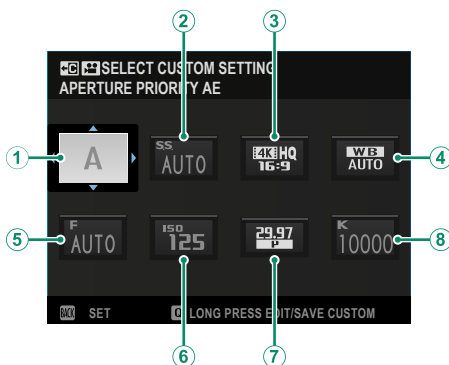 2
3
C SELECT CUSTOM SETTING
APERTURE PRIORITY AE
1
A
S.S. AUTO
4K HQ 16:9
WB AUTO
4
5
F AUTO
ISO 125
29.97 P
K 10000
8
BACK SET Q LONG PRESS EDIT/SAVE CUSTOM
6
7